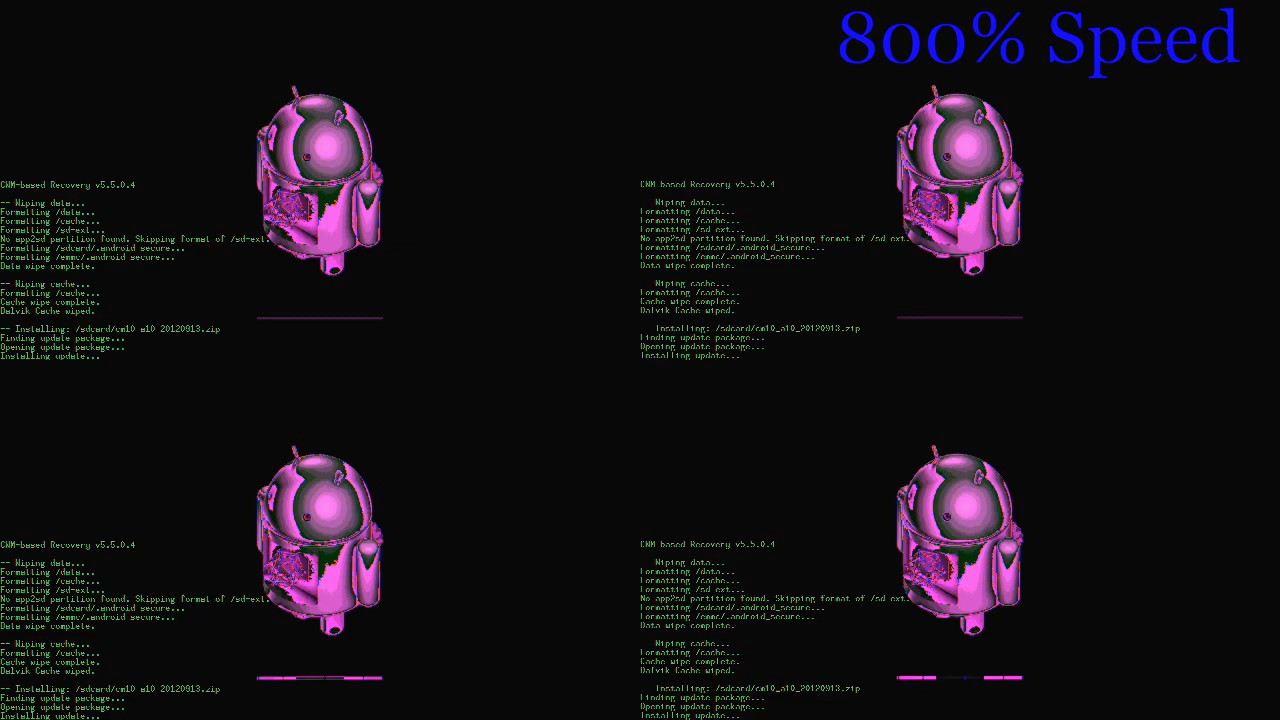 800% Speed
CWM-based Recovery v5.5.0.4
-- Wiping data...
Formatting /data...
Formatting /cache...
Formatting /sd-ext...
No app2sd partition found. Skipping format of /sd-ext.
Formatting /sdcard/.android_secure...
Formatting /emmc/.android_secure...
Data wipe complete.
-- Wiping cache...
Formatting /cache...
Cache wipe complete.
Dalvik Cache wiped.
-- Installing: /sdcard/cm10_a10_20120913.zip
Finding update package...
Opening update package...
Installing update...
CWM based Recovery v5.5.0.4
Wiping data...
Formatting /data...
Formatting /cache...
Formatting /sd ext...
No app2sd partition found. Skipping format of /sd ext.
Formatting /sdcard/.android_secure...
Formatting /emmc/.android_secure...
Data wipe complete.
Wiping cache...
Formatting /cache...
Cache wipe complete.
Dalvik Cache wiped.
Installing: /sdcard/cm10_a10_20120913.zip
Finding update package...
Opening update package...
Installing update...
CWM-based Recovery v5.5.0.4
-- Wiping data...
Formatting /data...
Formatting /cache...
Formatting /sd-ext...
No app2sd partition found. Skipping format of /sd-ext.
Formatting /sdcard/.android_secure...
Formatting /emmc/.android_secure...
Data wipe complete.
-- Wiping cache...
Formatting /cache...
Cache wipe complete.
Dalvik Cache wiped.
-- Installing: /sdcard/cm10_a10_20120913.zip
Finding update package...
Opening update package...
Installing update...
CWM based Recovery v5.5.0.4
Wiping data...
Formatting /data...
Formatting /cache...
Formatting /sd ext...
No app2sd partition found. Skipping format of /sd ext.
Formatting /sdcard/.android_secure...
Formatting /emmc/.android_secure...
Data wipe complete.
Wiping cache...
Formatting /cache...
Cache wipe complete.
Dalvik Cache wiped.
Installing: /sdcard/cm10_a10_20120913.zip
Finding update package...
Opening update package...
Installing update...